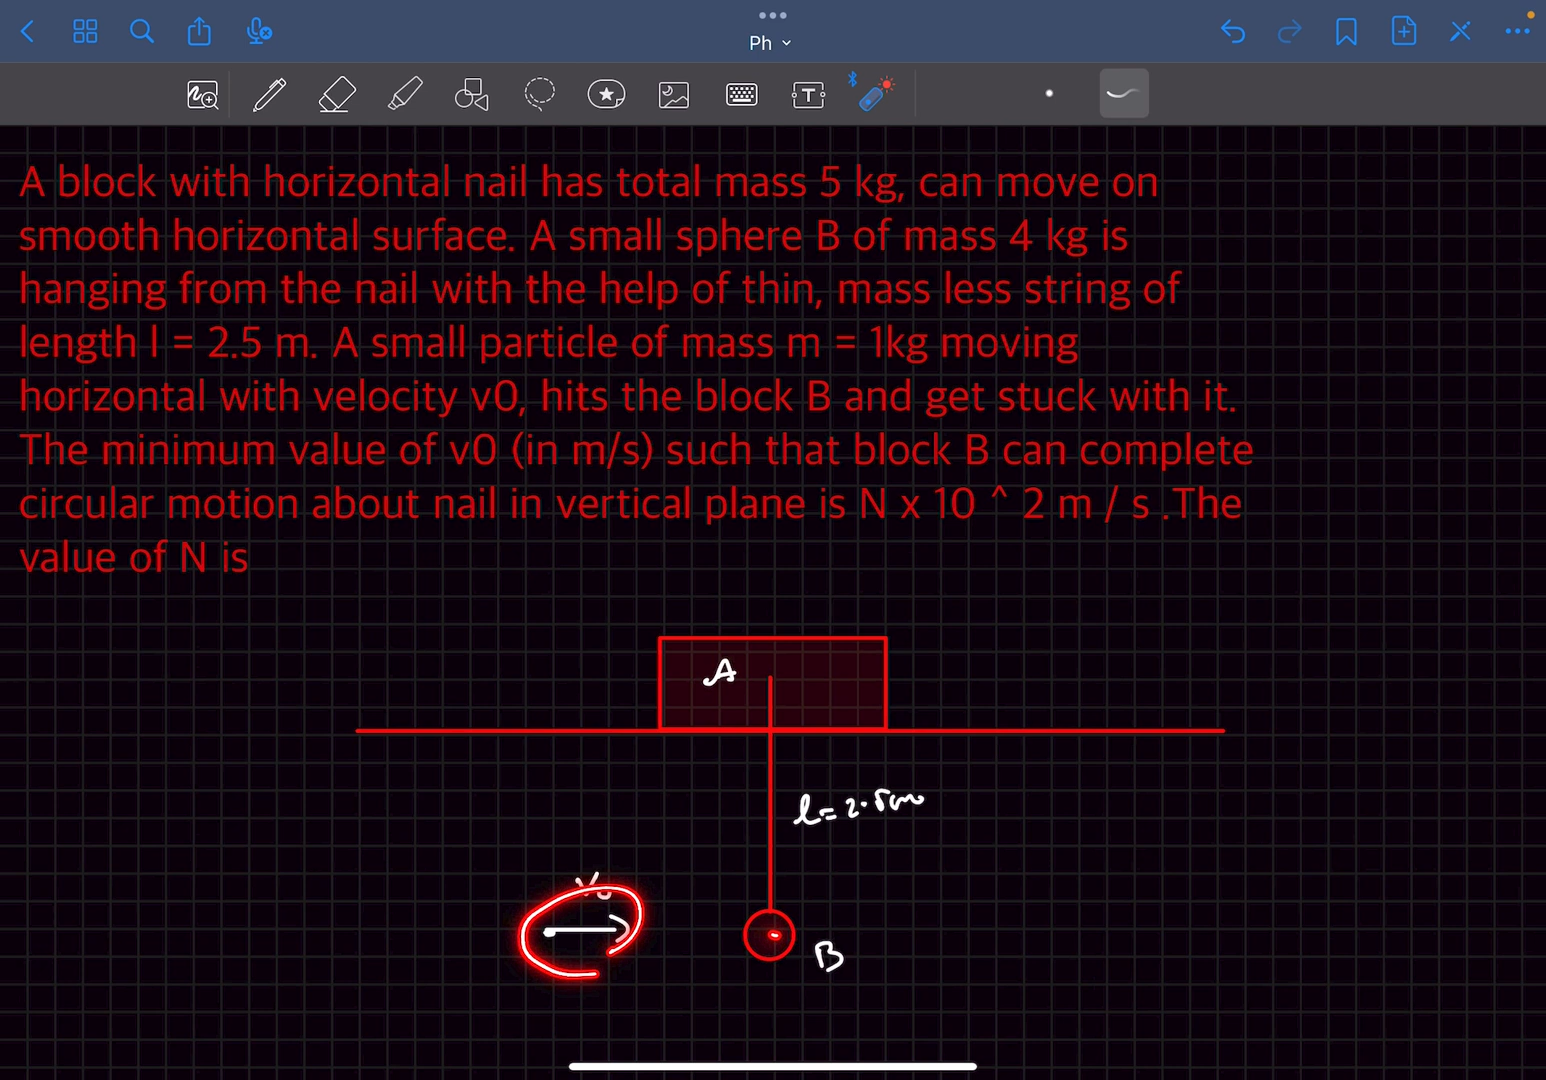 Ph
T
A block with horizontal nail has total mass 5 kg, can move on
smooth horizontal surface. A small sphere B of mass 4 kg is
hanging from the nail with the help of thin, mass less string of
length l = 2.5 m. A small particle of mass m = 1kg moving
horizontal with velocity v0, hits the block B and get stuck with it.
The minimum value of v0 (in m/s) such that block B can complete
circular motion about nail in vertical plane is N x 10 ^ 2 m / s .The
value of N is
A
l = 2.5m
V₀
B